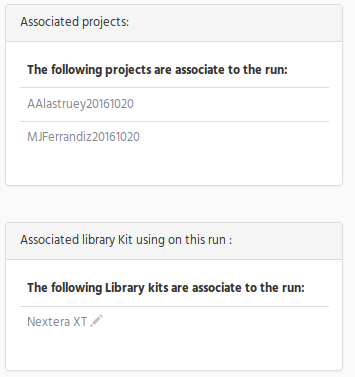 Associated projects:
The following projects are associate to the run:
AAlastruey20161020
MJFerrandiz20161020
Associated library Kit using on this run :
The following Library kits are associate to the run:
Nextera XT